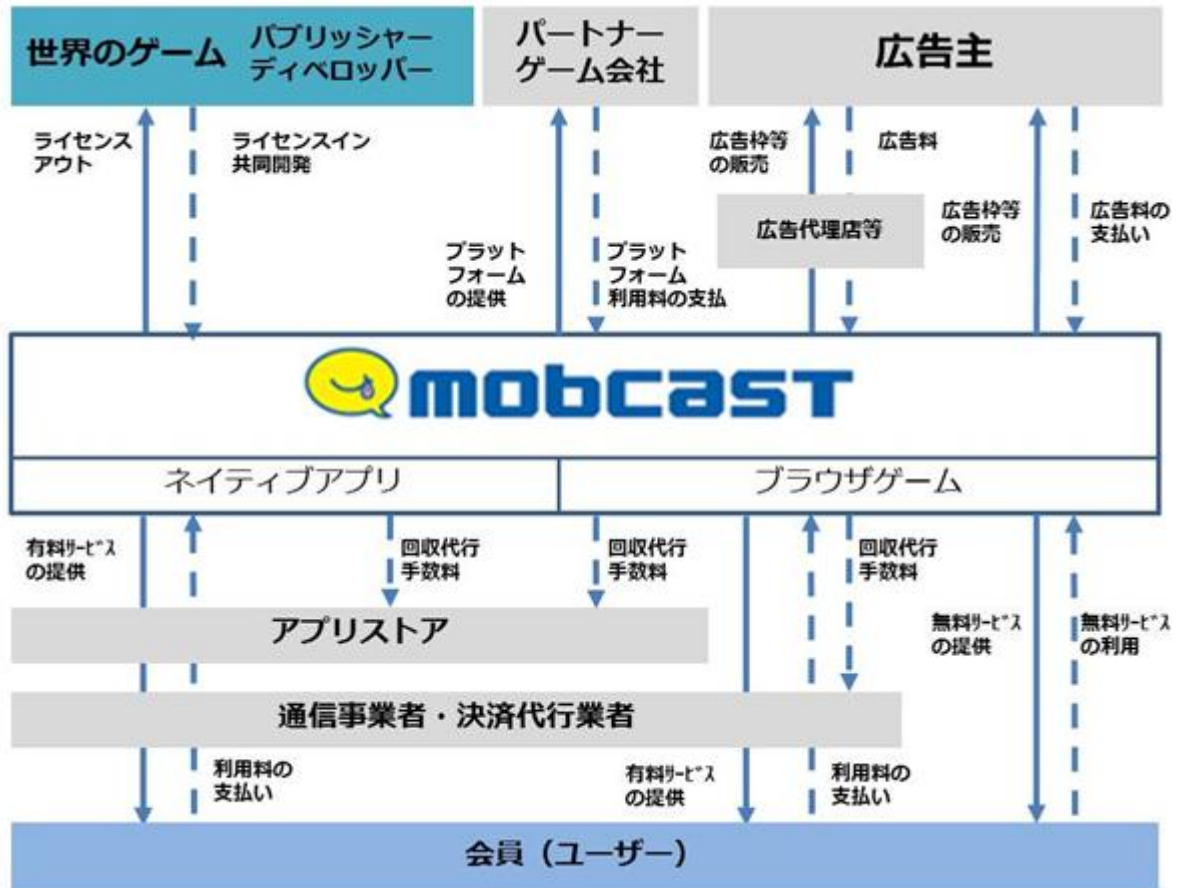 世界のゲーム
パブリッシャー
ディベロッパー
パートナー
ゲーム会社
広告主
ライセンス
アウト
ライセンスイン
共同開発
プラット
フォーム
の提供
プラット
フォーム
利用料の支払
広告枠等
の販売
広告料
広告代理店等
広告枠等
の販売
広告料の
支払い
mobcast
ネイティブアプリ
ブラウザゲーム
有料ｻｰﾋﾞｽ
の提供
回収代行
手数料
回収代行
手数料
回収代行
手数料
アプリストア
無料ｻｰﾋﾞｽ
の提供
無料ｻｰﾋﾞｽ
の利用
通信事業者・決済代行業者
利用料の
支払い
有料ｻｰﾋﾞｽ
の提供
利用料の
支払い
会員（ユーザー）